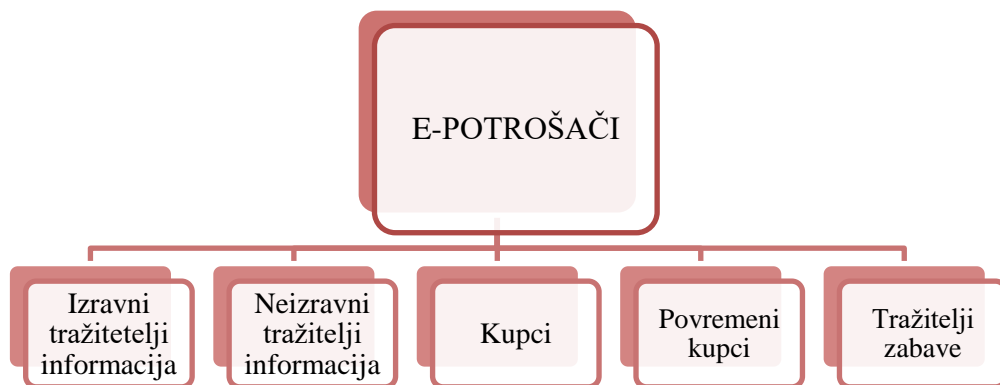 E-POTROŠAČI
Izravni
tražitetelji
informacija
Neizravni
tražitelji
informacija
Kupci
Povremeni
kupci
Tražitelji
zabave